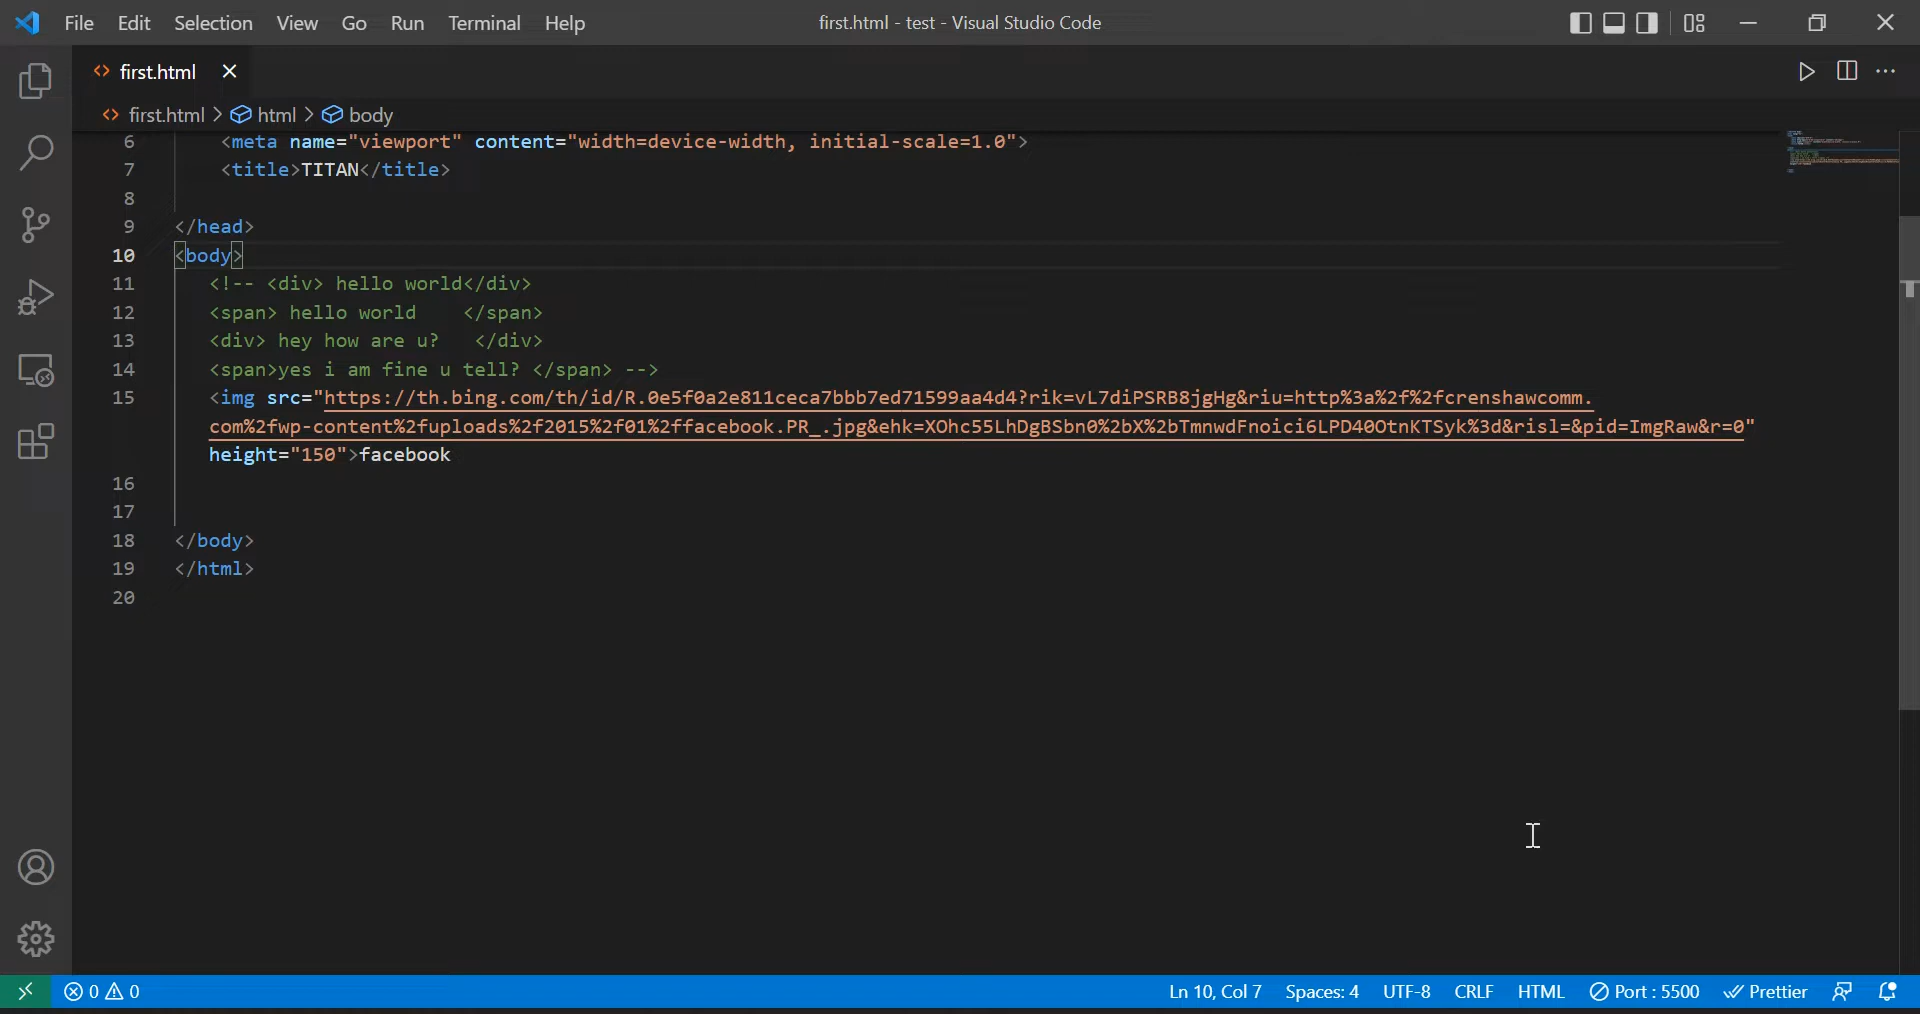 File Edit Selection View Go Run Terminal Help first.html - test - Visual Studio Code
first.html
first.html > html > body
6 <meta name="viewport" content="width=device-width, initial-scale=1.0">
7 <title>TITAN</title>
8
9 </head>
10 <body>
11 <!-- <div> hello world</div>
12 <span> hello world    </span>
13 <div> hey how are u?   </div>
14 <span>yes i am fine u tell? </span> -->
15 <img src="https://th.bing.com/th/id/R.0e5f0a2e811ceca7bbb7ed71599aa4d4?rik=vL7diPSRB8jgHg&riu=http%3a%2f%2fcrenshawcomm.
com%2fwp-content%2fuploads%2f2015%2f01%2ffacebook.PR_.jpg&ehk=XOhc55LhDgBSbn0%2bX%2bTmnwdFnoici6LPD40OtnKTSyk%3d&risl=&pid=ImgRaw&r=0"
height="150">facebook
16
17
18 </body>
19 </html>
20
0 0 Ln 10, Col 7 Spaces: 4 UTF-8 CRLF HTML Port : 5500 Prettier